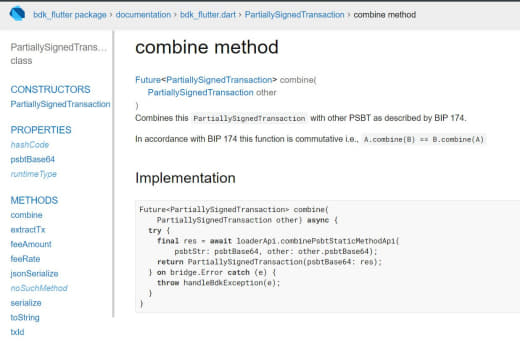 bdk_flutter package › documentation › bdk_flutter.dart › PartiallySignedTransaction › combine method
PartiallySignedTrans...
class
CONSTRUCTORS
PartiallySignedTransaction
PROPERTIES
hashCode
psbtBase64
runtimeType
METHODS
combine
extractTx
feeAmount
feeRate
jsonSerialize
noSuchMethod
serialize
toString
txId
combine method
Future<PartiallySignedTransaction> combine(
PartiallySignedTransaction other
)
Combines this PartiallySignedTransaction with other PSBT as described by BIP 174.
In accordance with BIP 174 this function is commutative i.e., A.combine(B) == B.combine(A)
Implementation
Future<PartiallySignedTransaction> combine(
    PartiallySignedTransaction other) async {
  try {
    final res = await loaderApi.combinePsbtStaticMethodApi(
        psbtStr: psbtBase64, other: other.psbtBase64);
    return PartiallySignedTransaction(psbtBase64: res);
  } on bridge.Error catch (e) {
    throw handleBdkException(e);
  }
}